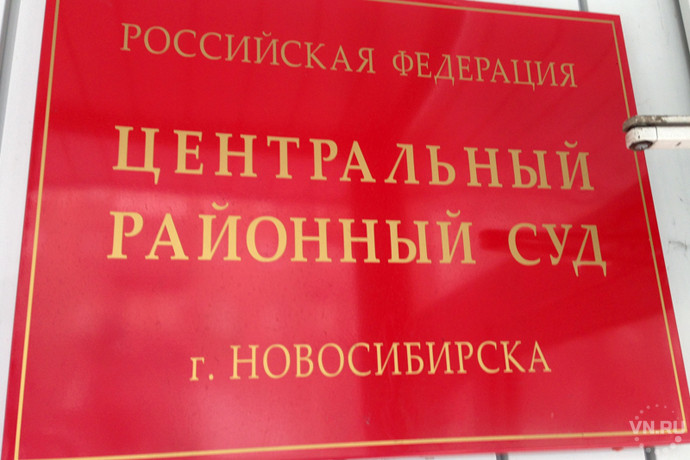 РОССИЙСКАЯ ФЕДЕРАЦИЯ
ЦЕНТРАЛЬНЫЙ
РАЙОННЫЙ СУД
г. НОВОСИБИРСКА
VN.RU